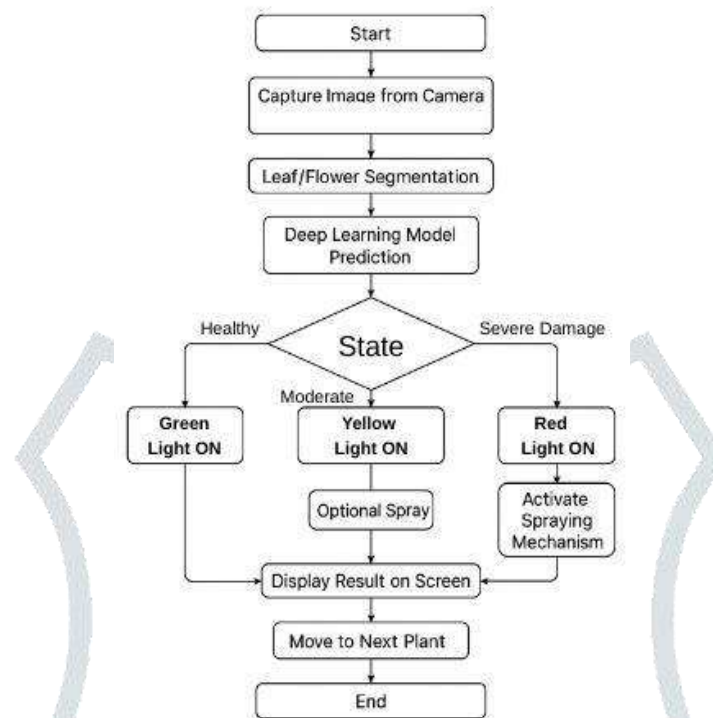 Start
Capture Image from Camera
Leaf/Flower Segmentation
Deep Learning Model
Prediction
Healthy
State
Severe Damage
Moderate
Green
Light ON
Yellow
Light ON
Red
Light ON
Optional Spray
Activate
Spraying
Mechanism
Display Result on Screen
Move to Next Plant
End